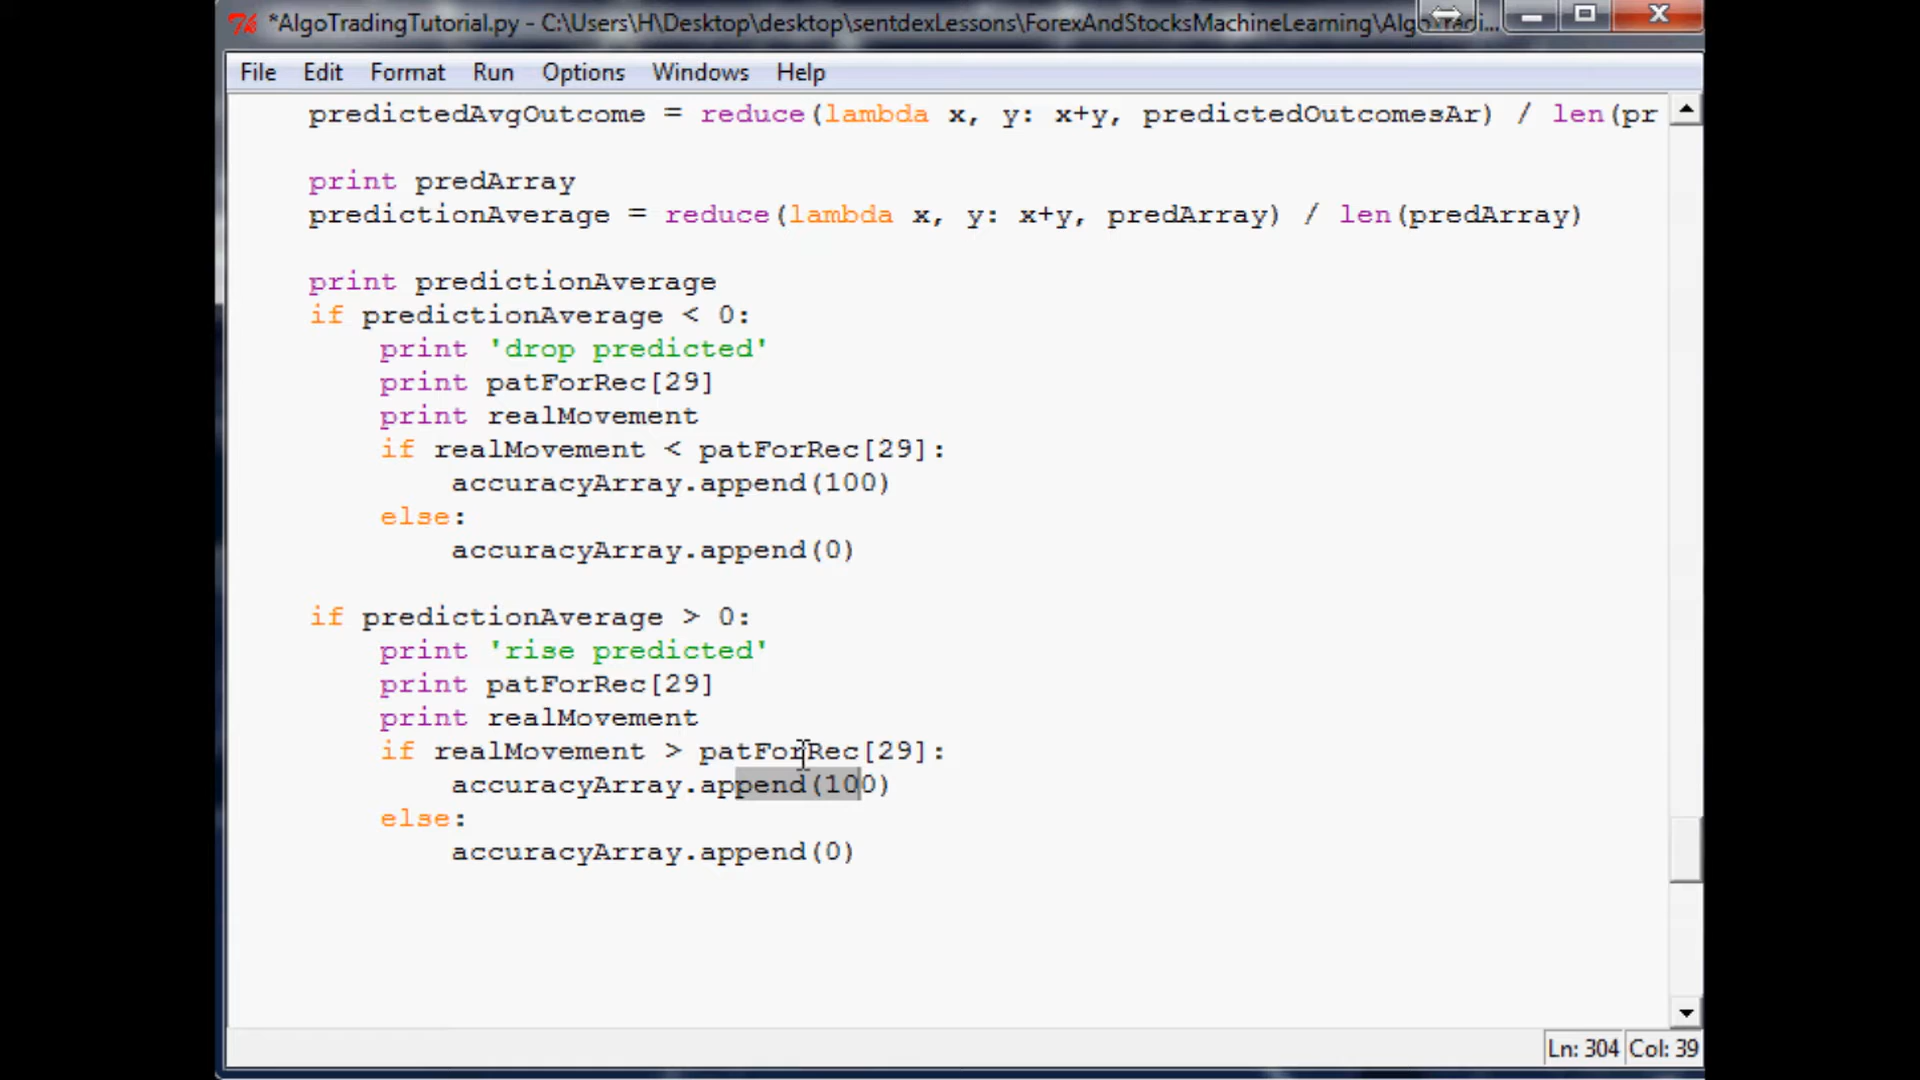 *AlgoTradingTutorial.py - C:\Users\H\Desktop\desktop\sentdexLessons\ForexAndStocksMachineLearning\AlgoTradi...
File Edit Format Run Options Windows Help
predictedAvgOutcome = reduce(lambda x, y: x+y, predictedOutcomesAr) / len(pr
print predArray
predictionAverage = reduce(lambda x, y: x+y, predArray) / len(predArray)
print predictionAverage
if predictionAverage < 0:
print 'drop predicted'
print patForRec[29]
print realMovement
if realMovement < patForRec[29]:
accuracyArray.append(100)
else:
accuracyArray.append(0)
if predictionAverage > 0:
print 'rise predicted'
print patForRec[29]
print realMovement
if realMovement > patForRec[29]:
accuracyArray.append(100)
else:
accuracyArray.append(0)
Ln: 304 Col: 39